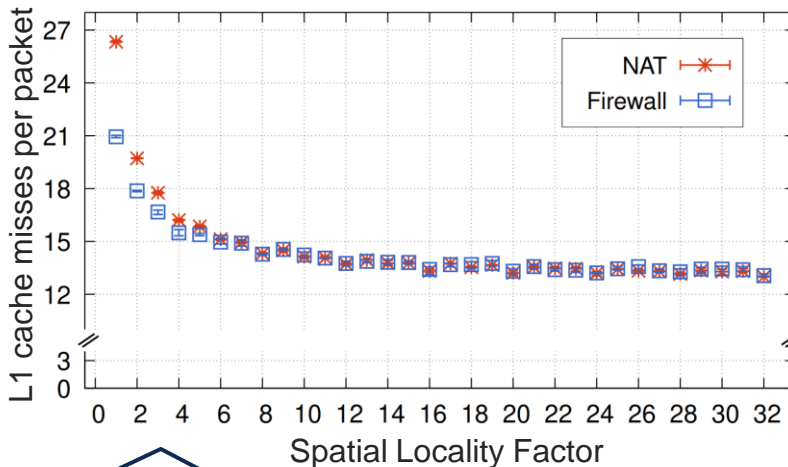 L1 cache misses per packet
27
24
21
18
15
12
3
0
NAT
Firewall
0 2 4 6 8 10 12 14 16 18 20 22 24 26 28 30 32
Spatial Locality Factor